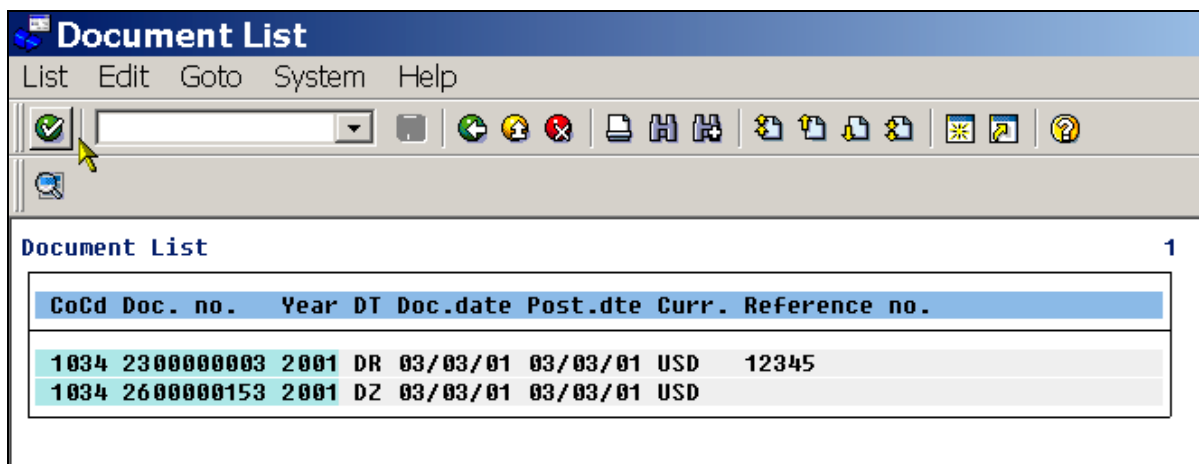 Document List
List Edit Goto System Help
Document List 1
CoCd Doc. no. Year DT Doc.date Post.dte Curr. Reference no.
1034 2300000003 2001 DR 03/03/01 03/03/01 USD 12345
1034 2600000153 2001 DZ 03/03/01 03/03/01 USD